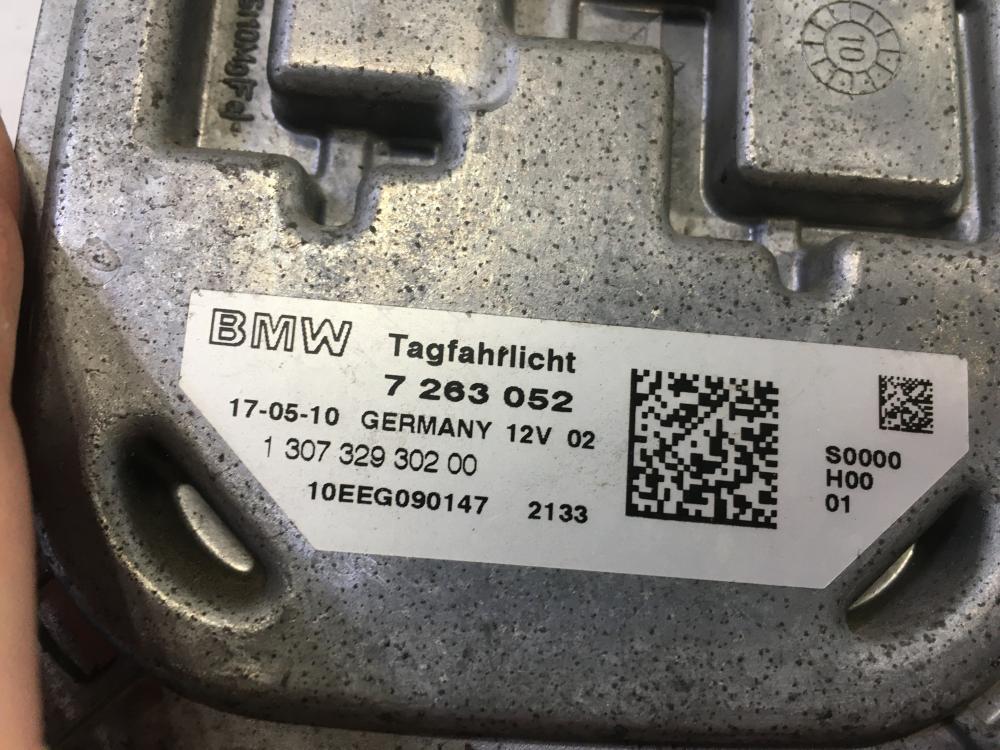 10
BMW Tagfahrlicht
7 263 052
17-05-10 GERMANY 12V 02
1 307 329 302 00
10EEG090147 2133
S0000
H00
01